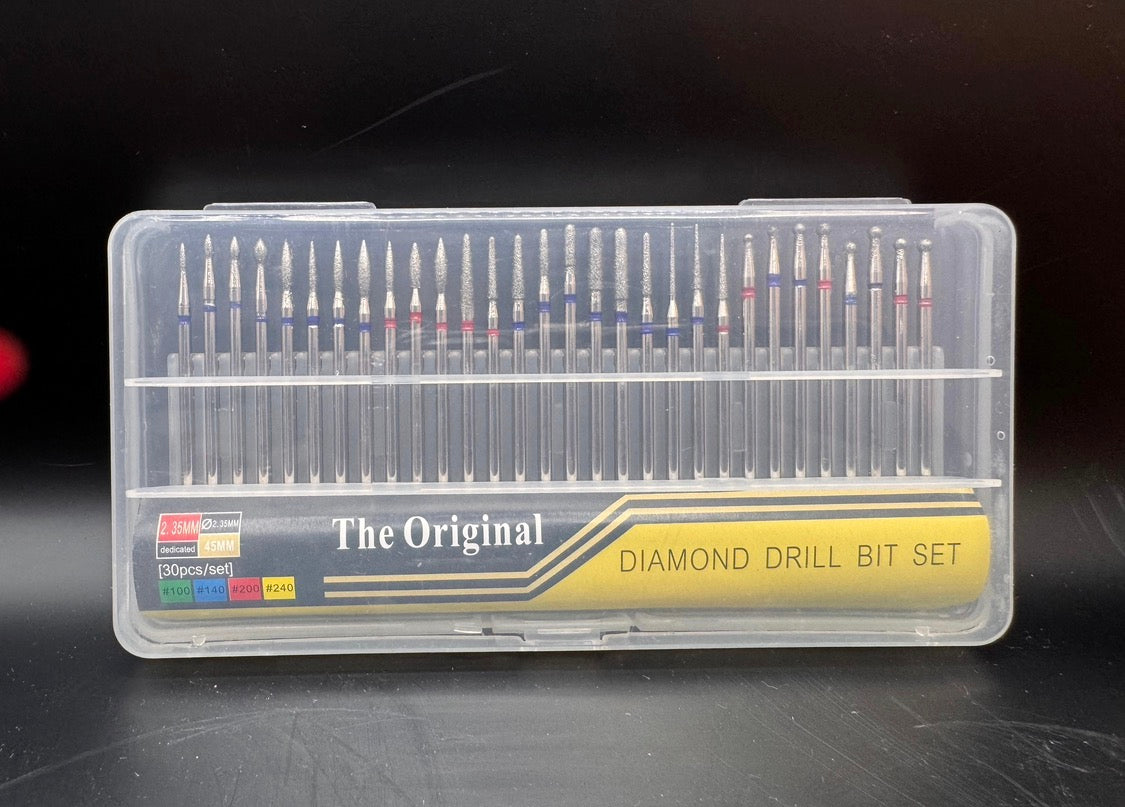 2.35MM Ø2.35MM
dedicated 45MM
[30pcs/set]
#100 #140 #200 #240
The Original
DIAMOND DRILL BIT SET